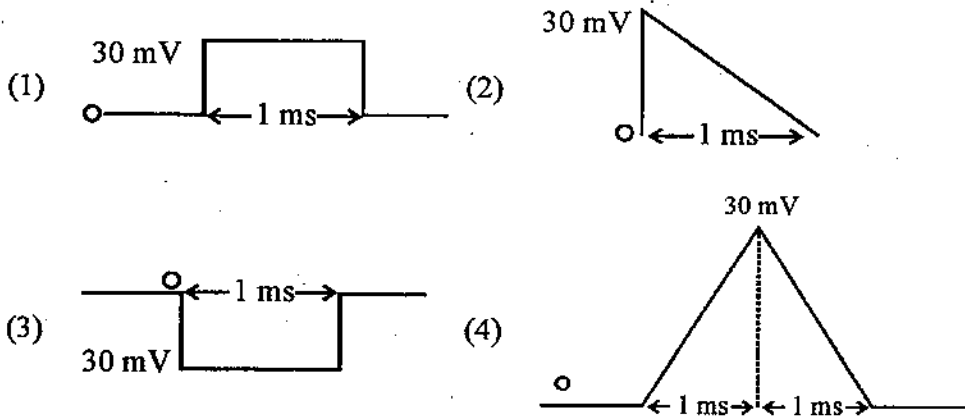 (1) 30 mV
O
1 ms
(2) 30 mV
O
1 ms
(3) O
1 ms
30 mV
(4) 30 mV
O
1 ms 1 ms